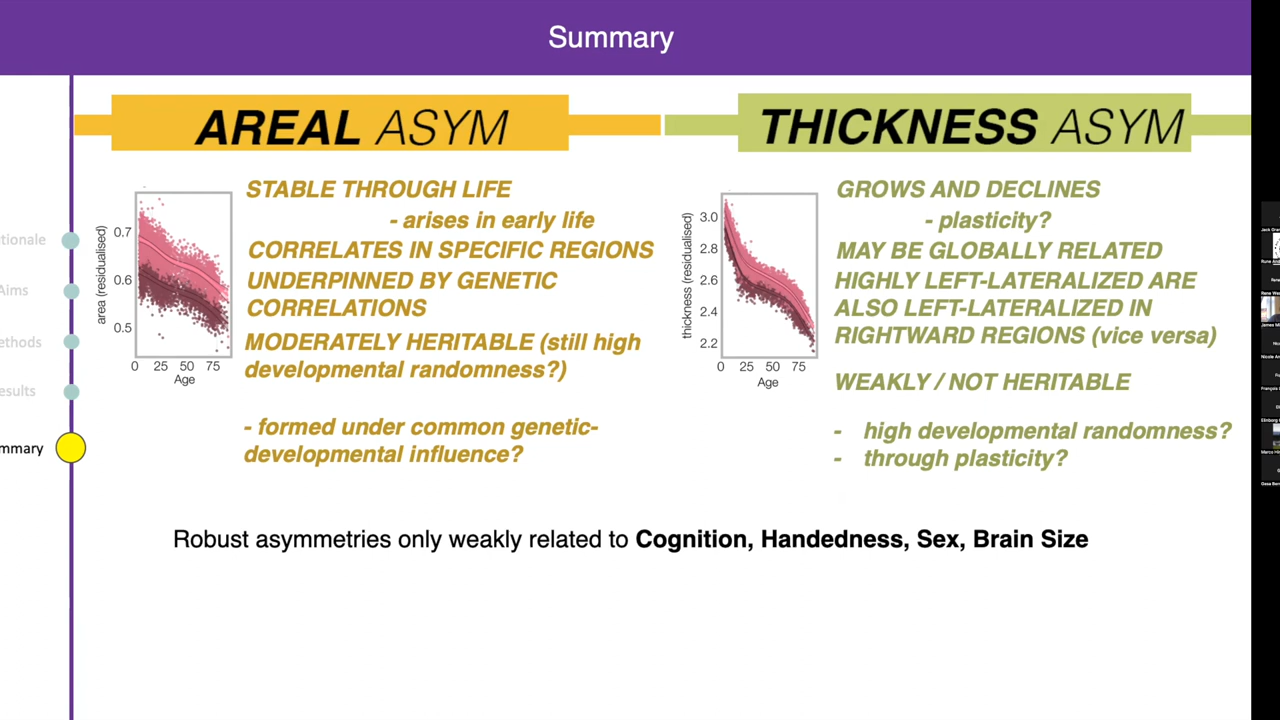 Summary
AREAL ASYM
THICKNESS ASYM
STABLE THROUGH LIFE
- arises in early life
CORRELATES IN SPECIFIC REGIONS
UNDERPINNED BY GENETIC
CORRELATIONS
MODERATELY HERITABLE (still high
developmental randomness?)
- formed under common genetic-
developmental influence?
area (residualised)
0.7
0.6
0.5
0 25 50 75
Age
GROWS AND DECLINES
- plasticity?
MAY BE GLOBALLY RELATED
HIGHLY LEFT-LATERALIZED ARE
ALSO LEFT-LATERALIZED IN
RIGHTWARD REGIONS (vice versa)
WEAKLY / NOT HERITABLE
- high developmental randomness?
- through plasticity?
thickness (residualised)
3.0
2.8
2.6
2.4
2.2
0 25 50 75
Age
tionale
Aims
ethods
esults
mmary
Robust asymmetries only weakly related to Cognition, Handedness, Sex, Brain Size